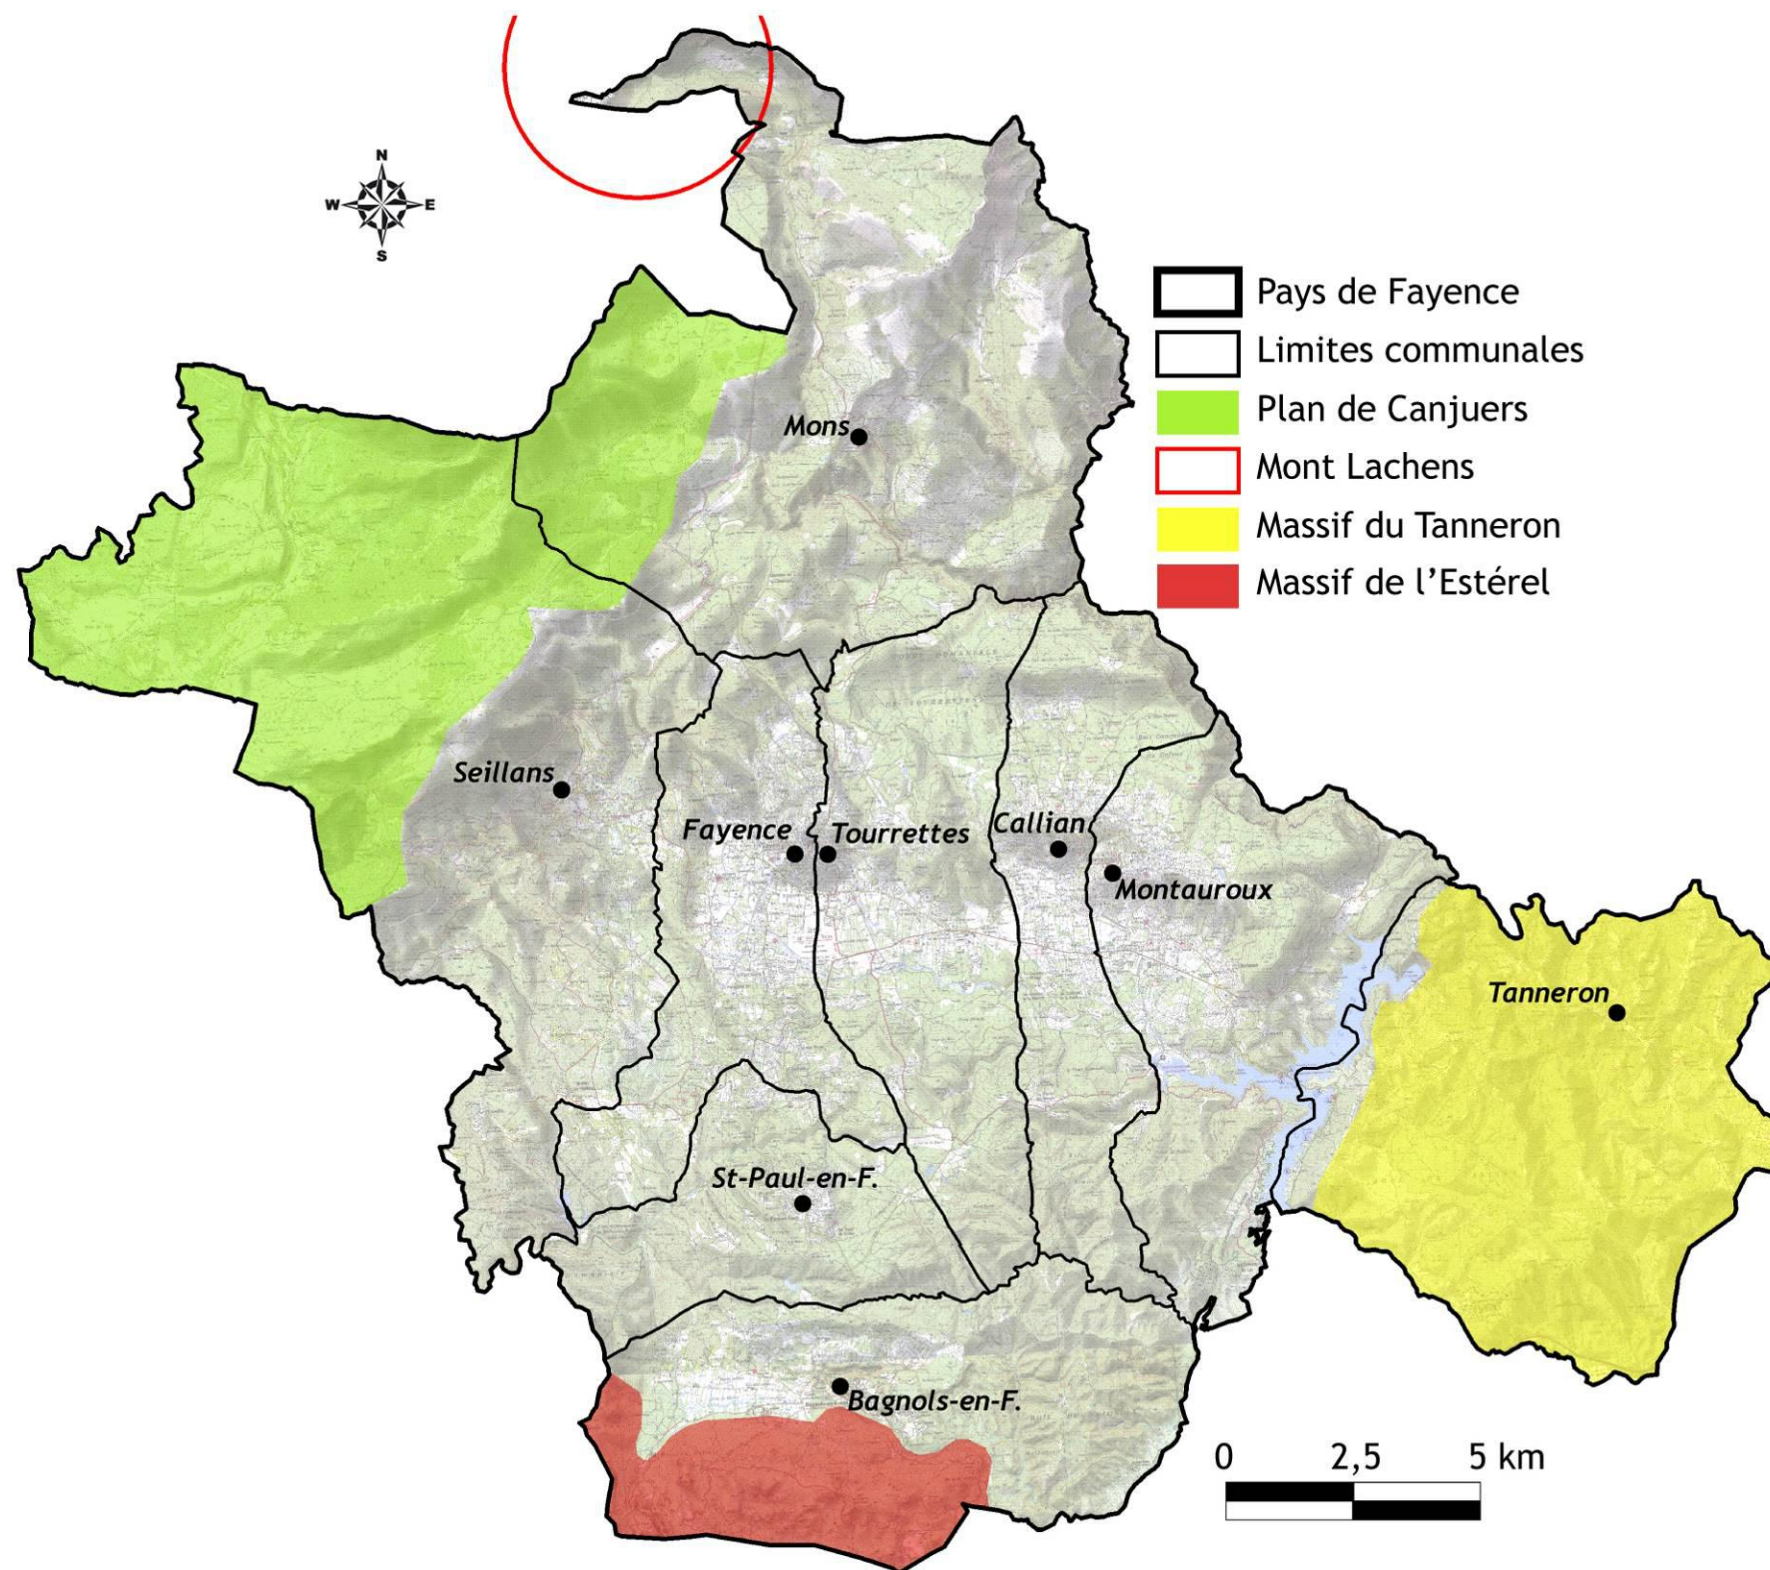 N
W E
S
Pays de Fayence
Limites communales
Plan de Canjuers
Mont Lachens
Massif du Tanneron
Massif de l'Estérel
Mons
Seillans
Fayence
Tourrettes
Callian
Montauroux
Tanneron
St-Paul-en-F.
Bagnols-en-F.
0 2,5 5 km